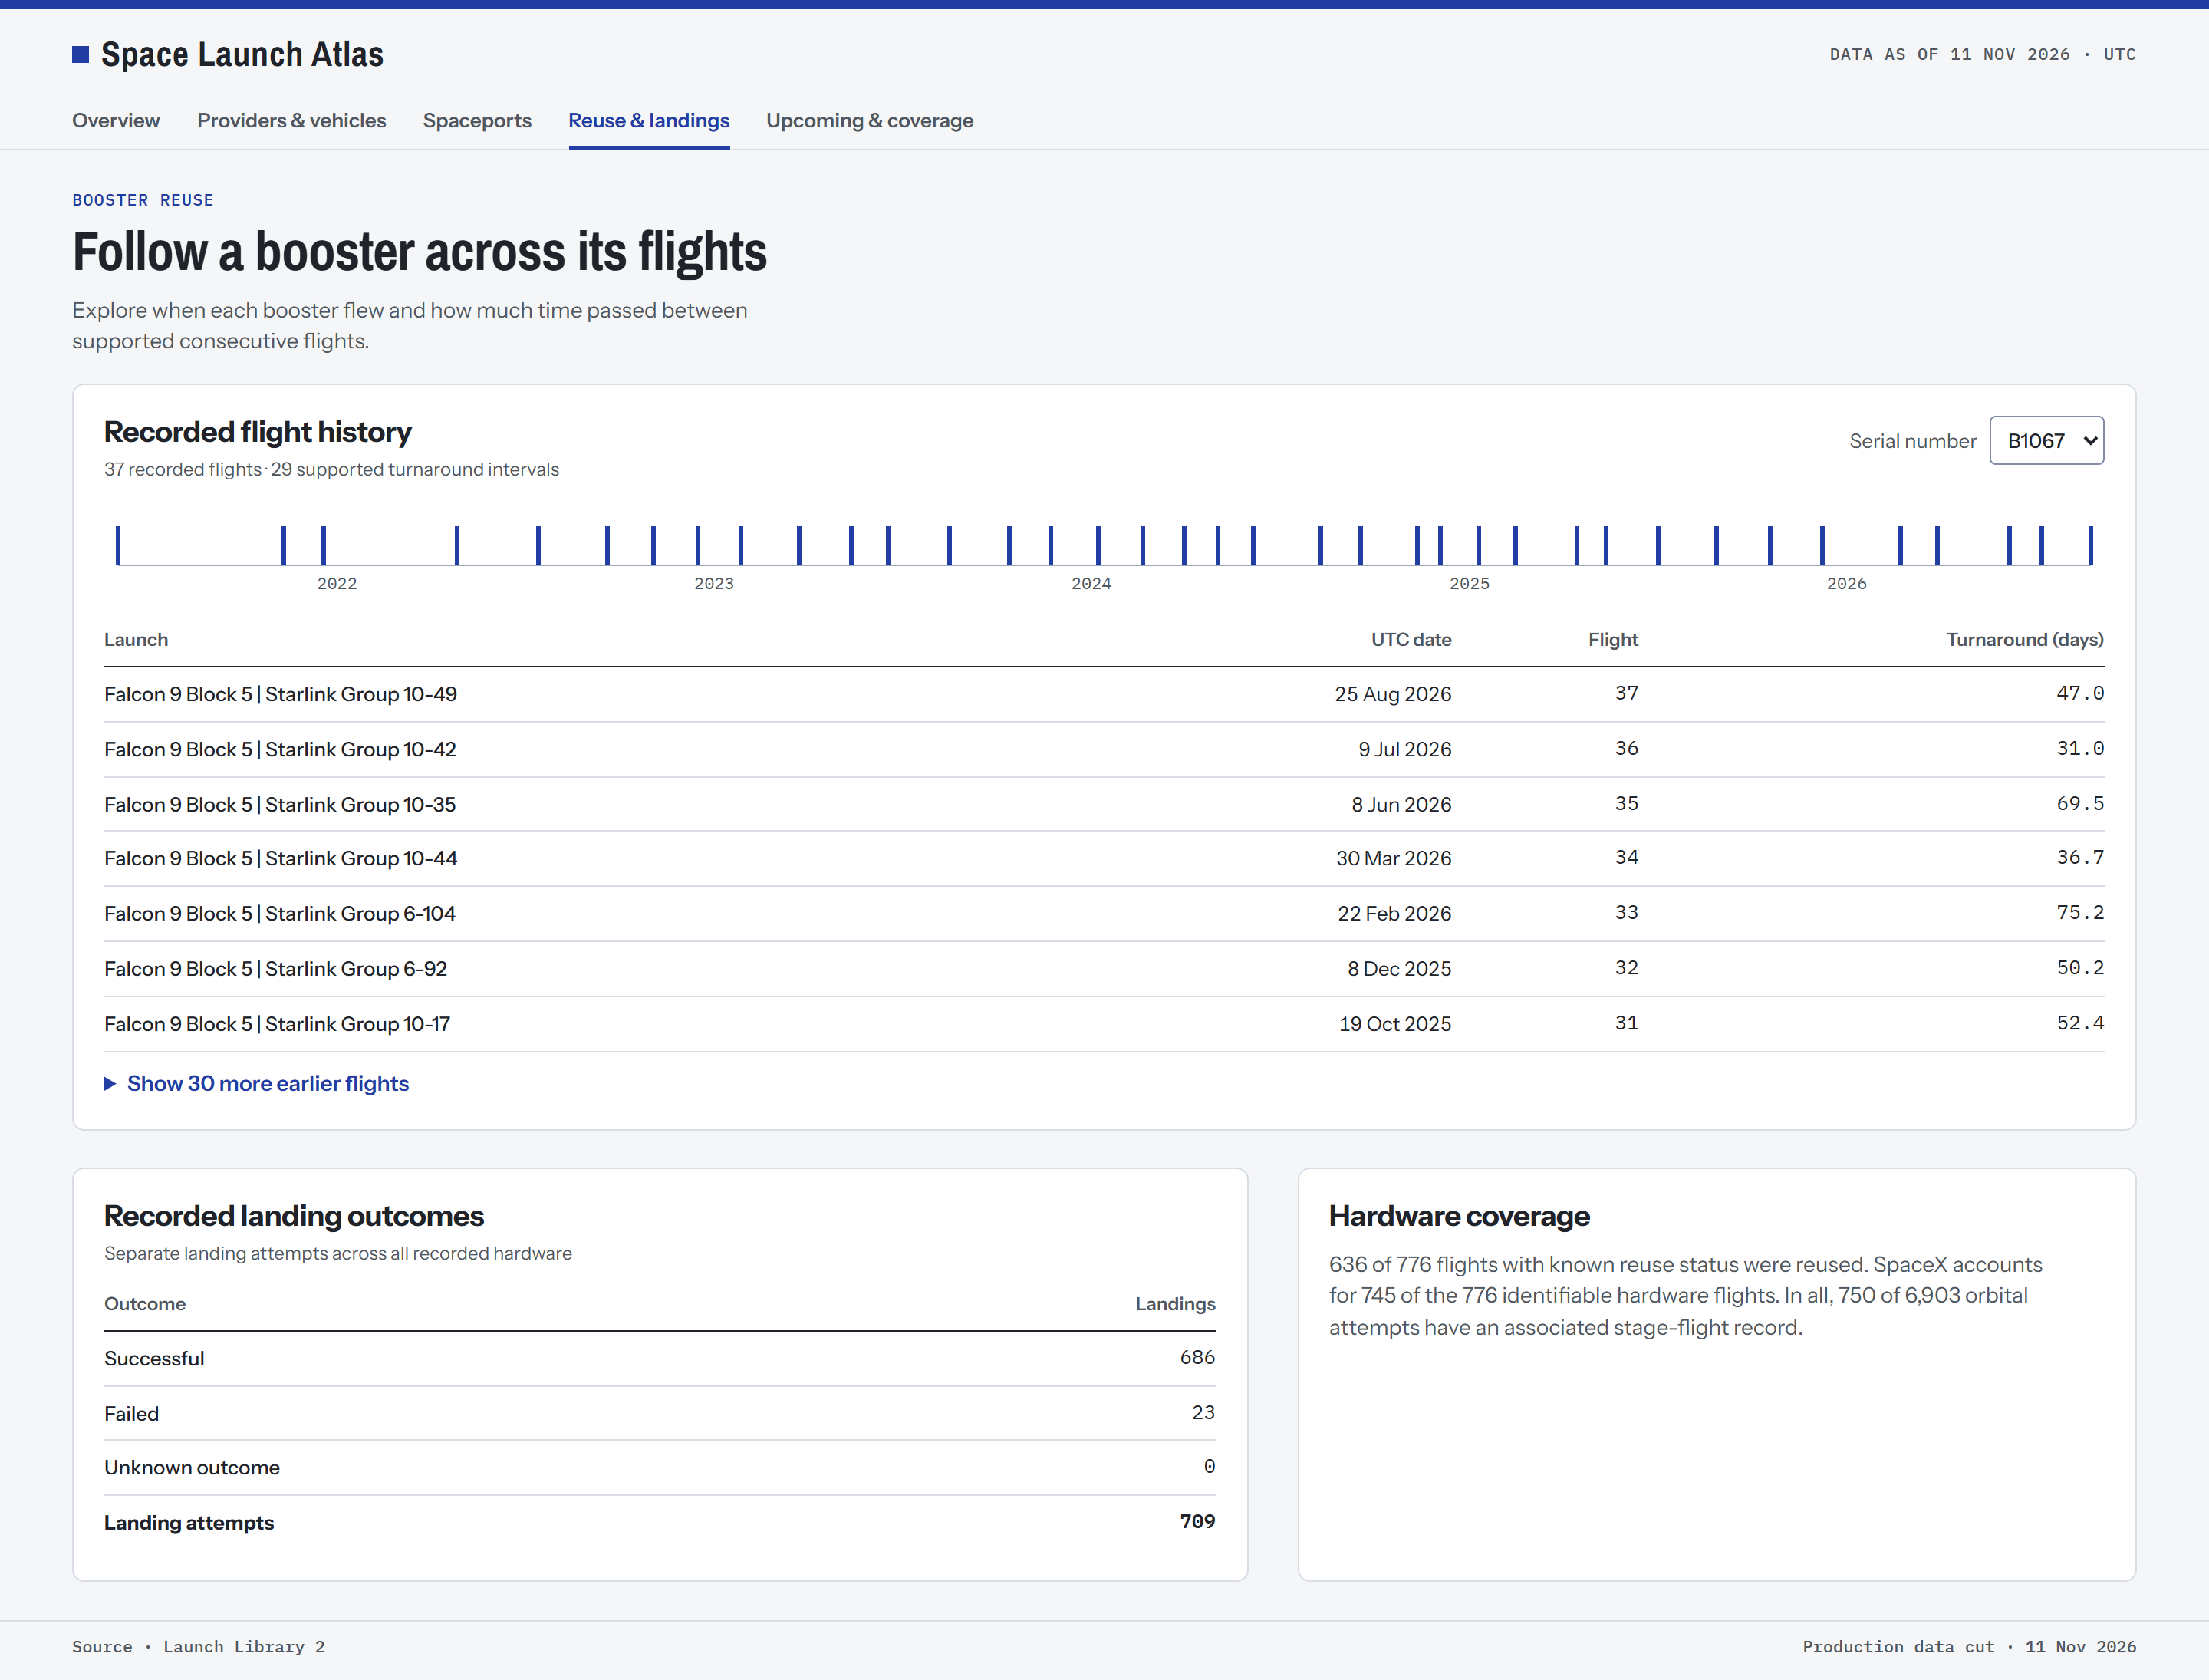 Space Launch Atlas
DATA AS OF 11 NOV 2026 · UTC
Overview Providers & vehicles Spaceports Reuse & landings Upcoming & coverage
BOOSTER REUSE
Follow a booster across its flights
Explore when each booster flew and how much time passed between
supported consecutive flights.
Recorded flight history
37 recorded flights · 29 supported turnaround intervals
Serial number B1067
2022 2023 2024 2025 2026
Launch UTC date Flight Turnaround (days)
Falcon 9 Block 5 | Starlink Group 10-49 25 Aug 2026 37 47.0
Falcon 9 Block 5 | Starlink Group 10-42 9 Jul 2026 36 31.0
Falcon 9 Block 5 | Starlink Group 10-35 8 Jun 2026 35 69.5
Falcon 9 Block 5 | Starlink Group 10-44 30 Mar 2026 34 36.7
Falcon 9 Block 5 | Starlink Group 6-104 22 Feb 2026 33 75.2
Falcon 9 Block 5 | Starlink Group 6-92 8 Dec 2025 32 50.2
Falcon 9 Block 5 | Starlink Group 10-17 19 Oct 2025 31 52.4
Show 30 more earlier flights
Recorded landing outcomes
Separate landing attempts across all recorded hardware
Outcome Landings
Successful 686
Failed 23
Unknown outcome 0
Landing attempts 709
Hardware coverage
636 of 776 flights with known reuse status were reused. SpaceX accounts
for 745 of the 776 identifiable hardware flights. In all, 750 of 6,903 orbital
attempts have an associated stage-flight record.
Source · Launch Library 2
Production data cut · 11 Nov 2026